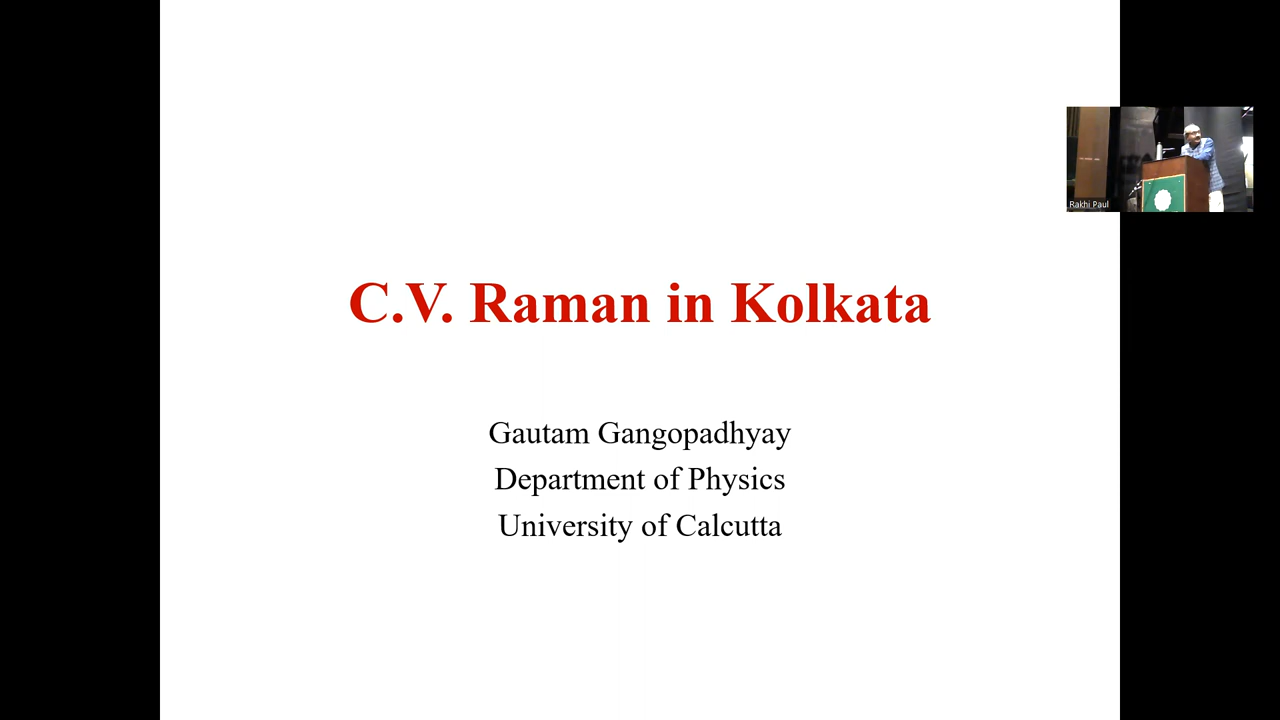 C.V. Raman in Kolkata
Gautam Gangopadhyay
Department of Physics
University of Calcutta
Rakhi Paul